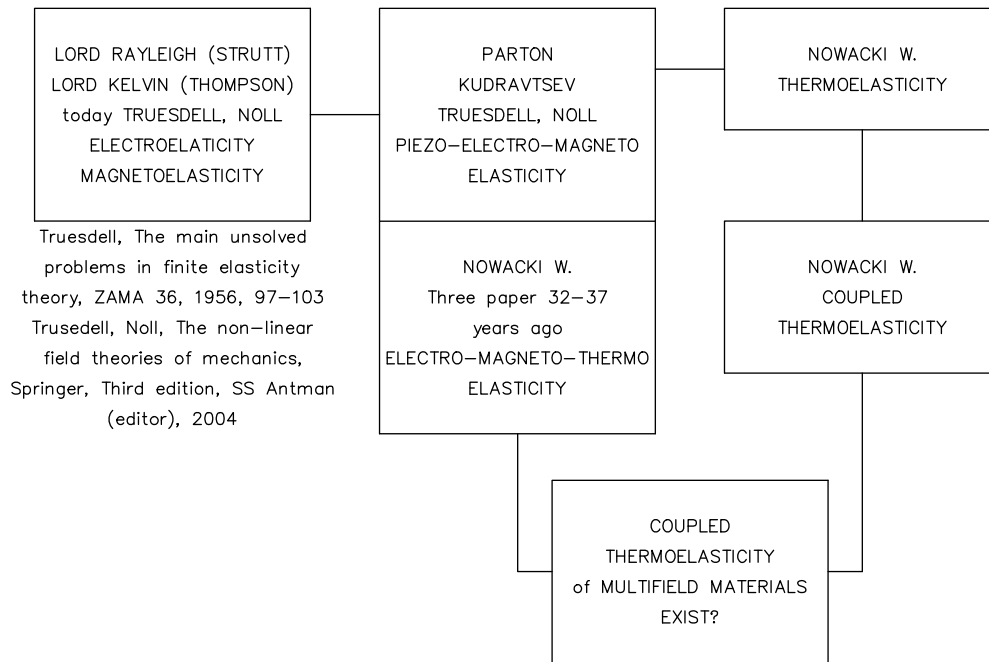 LORD RAYLEIGH (STRUTT)
LORD KELVIN (THOMPSON)
today TRUESDELL, NOLL
ELECTROELATICITY
MAGNETOELASTICITY
Truesdell, The main unsolved
problems in finite elasticity
theory, ZAMA 36, 1956, 97-103
Trusedell, Noll, The non-linear
field theories of mechanics,
Springer, Third edition, SS Antman
(editor), 2004
PARTON
KUDRAVTSEV
TRUESDELL, NOLL
PIEZO-ELECTRO-MAGNETO
ELASTICITY
NOWACKI W.
Three paper 32-37
years ago
ELECTRO-MAGNETO-THERMO
ELASTICITY
NOWACKI W.
THERMOELASTICITY
NOWACKI W.
COUPLED
THERMOELASTICITY
COUPLED
THERMOELASTICITY
of MULTIFIELD MATERIALS
EXIST?